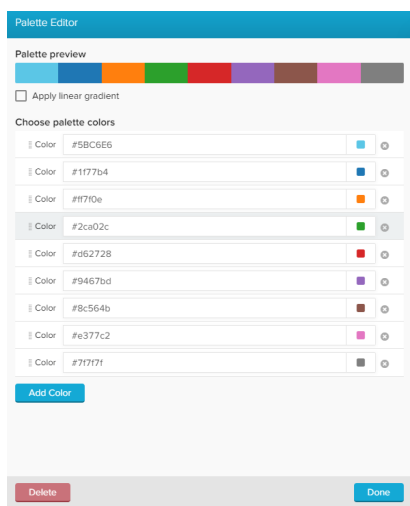 Palette Editor
Palette preview
Apply linear gradient
Choose palette colors
Color #5BC6E6
Color #1f77b4
Color #ff7f0e
Color #2ca02c
Color #d62728
Color #9467bd
Color #8c564b
Color #e377c2
Color #7f7f7f
Add Color
Delete Done